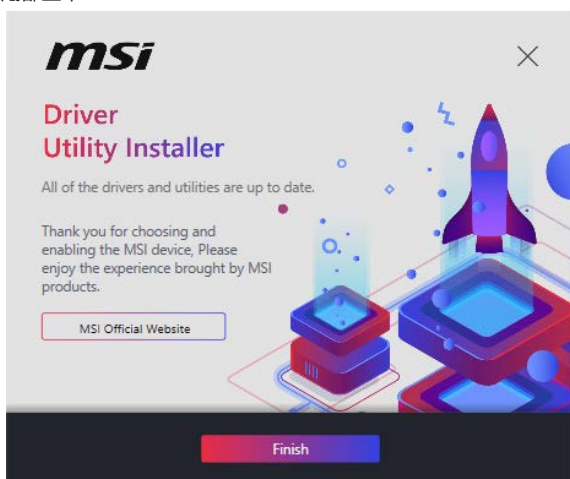 msi
Driver
Utility Installer
All of the drivers and utilities are up to date.
Thank you for choosing and
enabling the MSI device, Please
enjoy the experience brought by MSI
products.
MSI Official Website
Finish